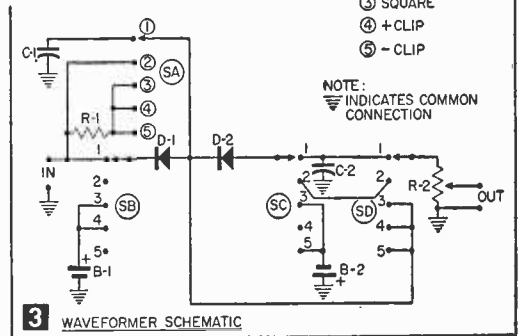 ③ SQUARE
④ +CLIP
⑤ -CLIP
NOTE:
INDICATES COMMON
CONNECTION
①
C-1
②
SA
③
④
⑤
R-1
D-1
D-2
IN
1
2
3
4
5
SB
+
B-1
1
2
3
4
5
SC
C-2
B-2
+
1
2
3
4
5
SD
R-2
OUT
3 WAVEFORMER SCHEMATIC